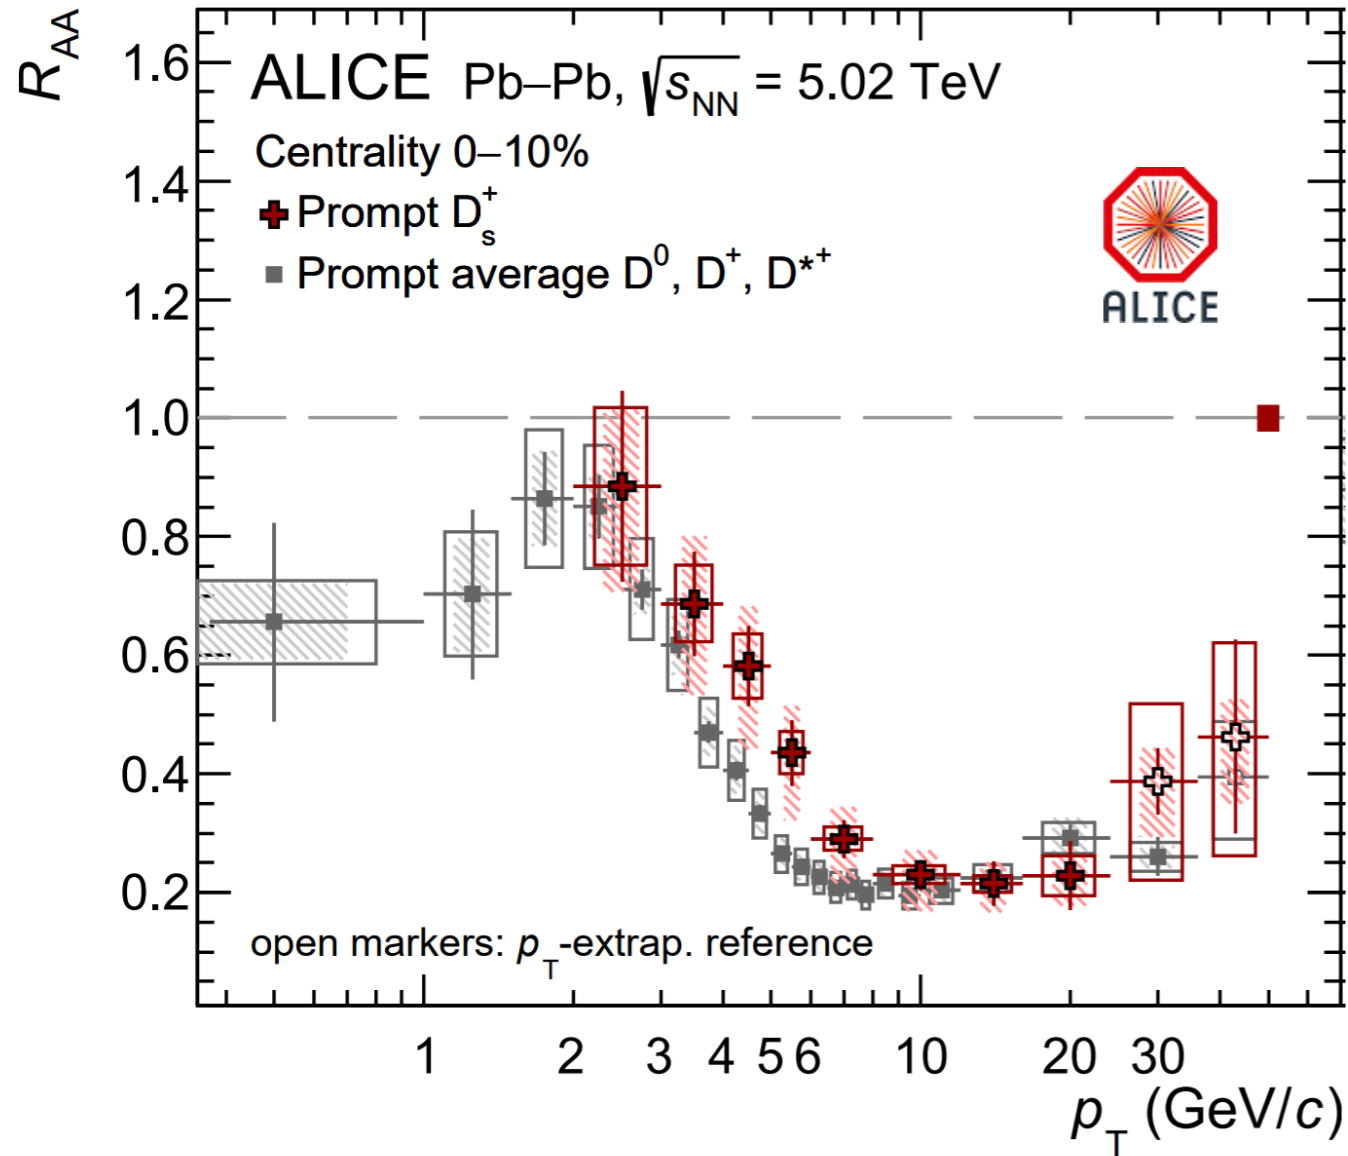 R_AA
1.6
1.4
1.2
1.0
0.8
0.6
0.4
0.2
ALICE Pb–Pb, √s_NN = 5.02 TeV
Centrality 0–10%
Prompt D_s^+
Prompt average D^0, D^+, D*^+
ALICE
open markers: p_T-extrap. reference
1 2 3 4 5 6 10 20 30
p_T (GeV/c)